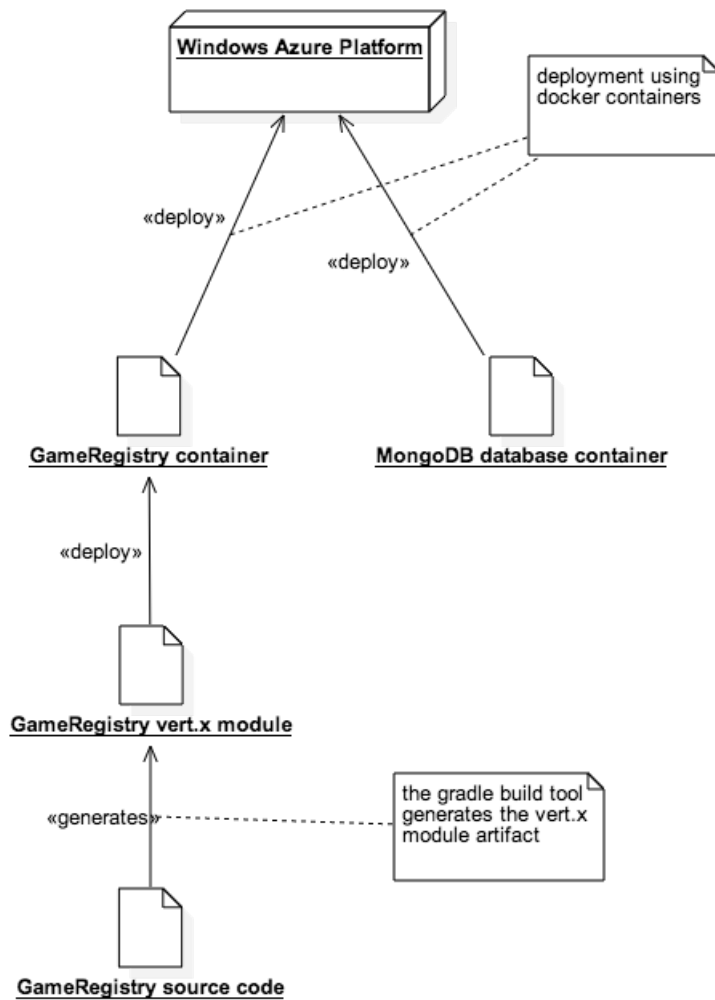 Windows Azure Platform
deployment using
docker containers
«deploy»
«deploy»
GameRegistry container
MongoDB database container
«deploy»
GameRegistry vert.x module
the gradle build tool
generates the vert.x
module artifact
«generates»
GameRegistry source code